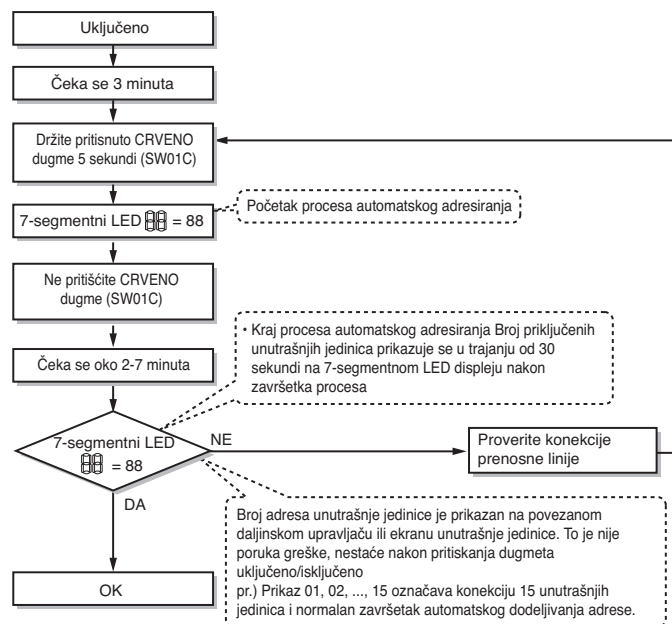 Uključeno
Čeka se 3 minuta
Držite pritisnuto CRVENO
dugme 5 sekundi (SW01C)
7-segmentni LED 88 = 88
Početak procesa automatskog adresiranja
Ne pritišćite CRVENO
dugme (SW01C)
• Kraj procesa automatskog adresiranja Broj priključenih
unutrašnjih jedinica prikazuje se u trajanju od 30
sekundi na 7-segmentnom LED displeju nakon
završetka procesa
Čeka se oko 2-7 minuta
7-segmentni LED
88 = 88
NE
Proverite konekcije
prenosne linije
DA
Broj adresa unutrašnje jedinice je prikazan na povezanom
daljinskom upravljaču ili ekranu unutrašnje jedinice. To je nije
poruka greške, nestaće nakon pritiskanja dugmeta
uključeno/isključeno
pr.) Prikaz 01, 02, ..., 15 označava konekciju 15 unutrašnjih
jedinica i normalan završetak automatskog dodeljivanja adrese.
OK